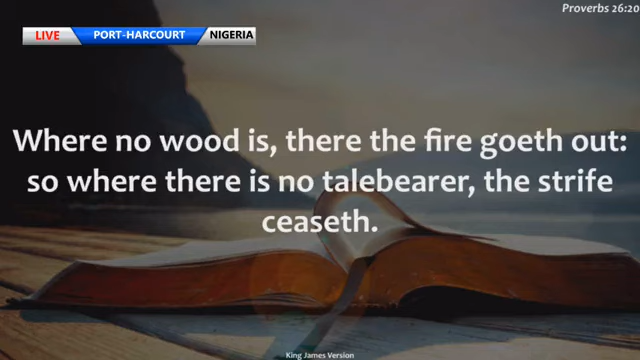 Proverbs 26:20
LIVE PORT-HARCOURT NIGERIA
Where no wood is, there the fire goeth out:
so where there is no talebearer, the strife
ceaseth.
King James Version